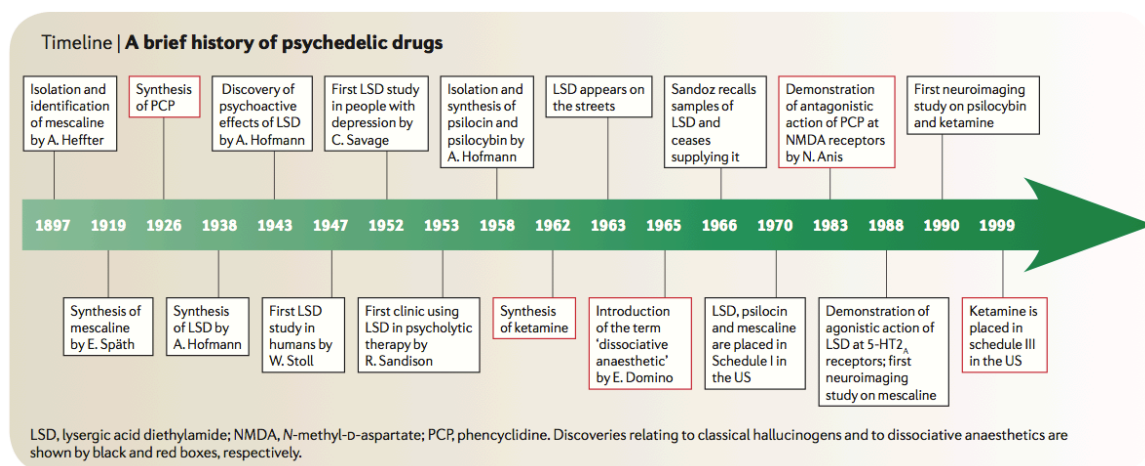 Timeline | A brief history of psychedelic drugs
Isolation and
identification
of mescaline
by A. Heffter
Synthesis
of PCP
Discovery of
psychoactive
effects of LSD
by A. Hofmann
First LSD study
in people with
depression by
C. Savage
Isolation and
synthesis of
psilocin and
psilocybin by
A. Hofmann
LSD appears on
the streets
Sandoz recalls
samples of
LSD and
ceases
supplying it
Demonstration
of antagonistic
action of PCP at
NMDA receptors
by N. Anis
First neuroimaging
study on psilocybin
and ketamine
1897 1919 1926 1938 1943 1947 1952 1953 1958 1962 1963 1965 1966 1970 1983 1988 1990 1999
Synthesis of
mescaline
by E. Späth
Synthesis
of LSD by
A. Hofmann
First LSD
study in
humans by
W. Stoll
First clinic using
LSD in psycholytic
therapy by
R. Sandison
Synthesis
of ketamine
Introduction
of the term
‘dissociative
anaesthetic’
by E. Domino
LSD, psilocin
and mescaline
are placed in
Schedule I in
the US
Demonstration of
agonistic action of
LSD at 5-HT2A
receptors; first
neuroimaging
study on mescaline
Ketamine is
placed in
schedule III
in the US
LSD, lysergic acid diethylamide; NMDA, N-methyl-D-aspartate; PCP, phencyclidine. Discoveries relating to classical hallucinogens and to dissociative anaesthetics are
shown by black and red boxes, respectively.